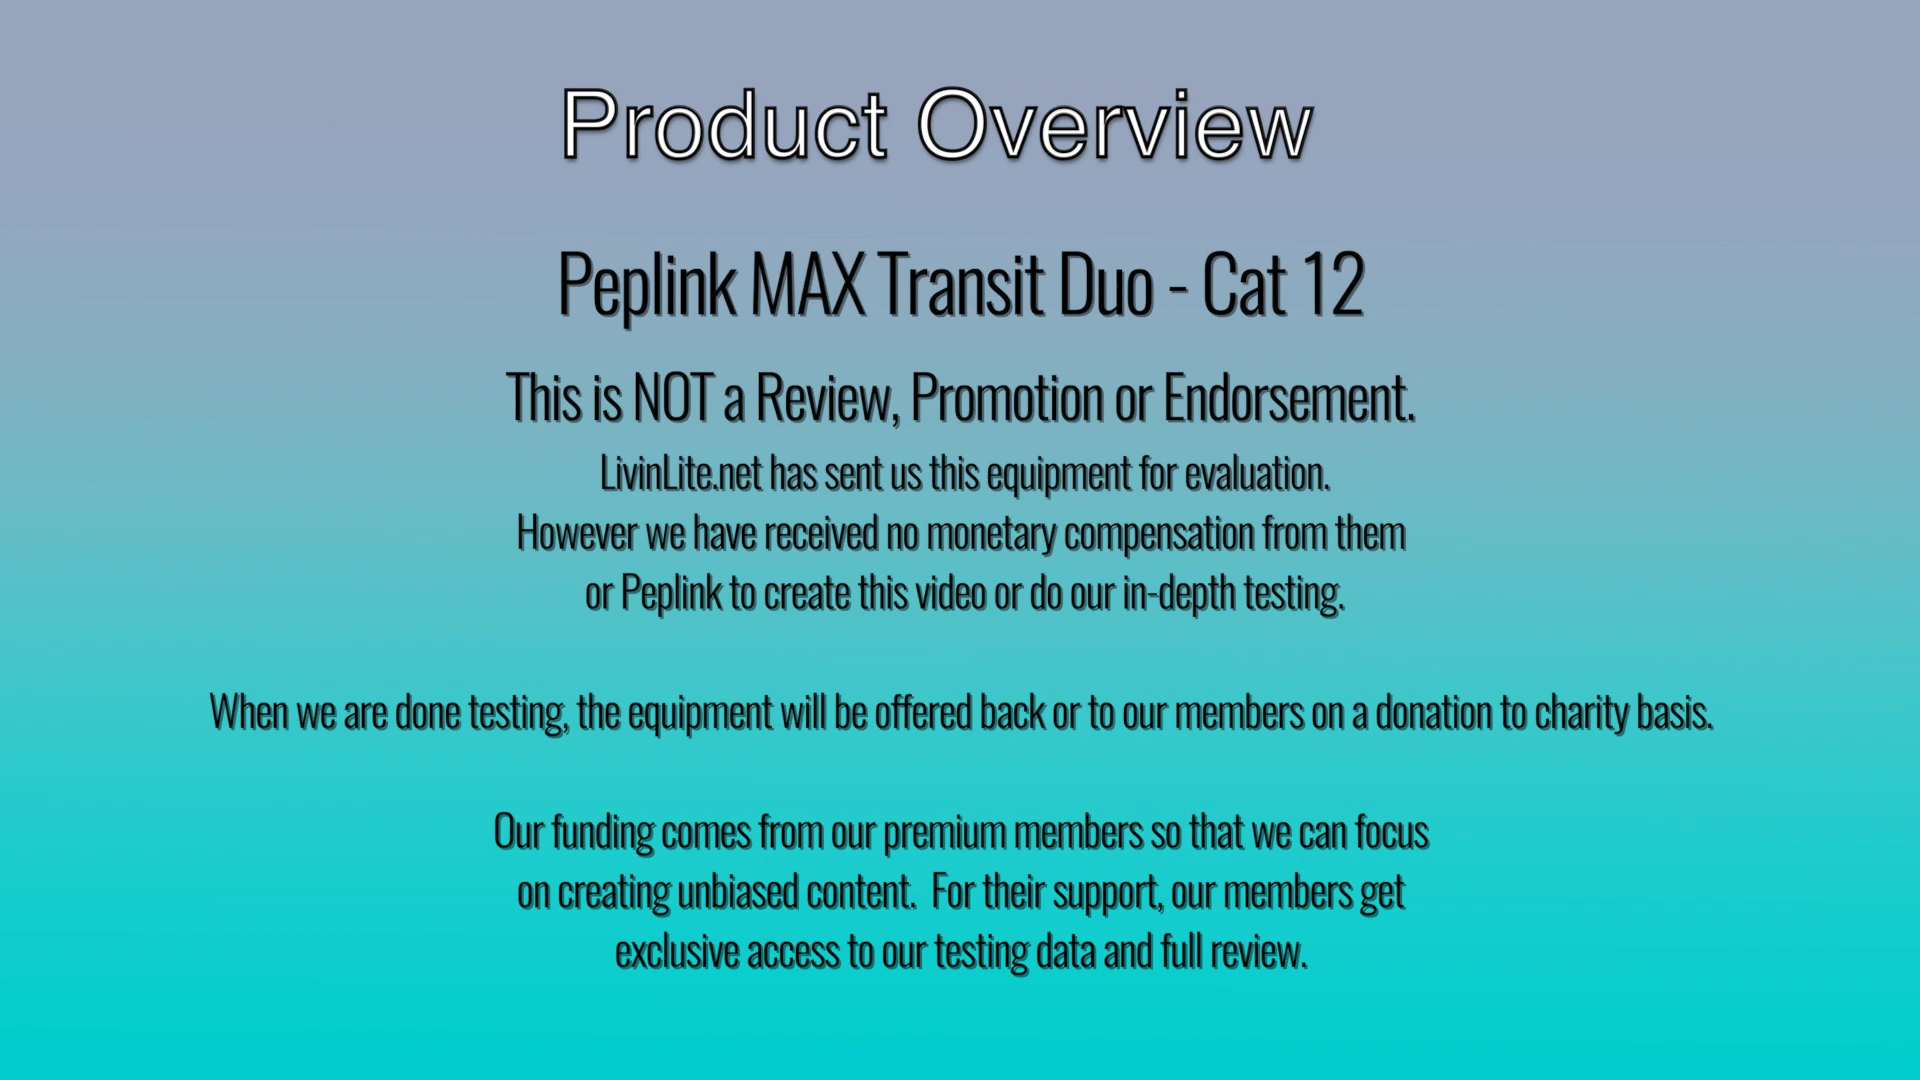 Product Overview
Peplink MAX Transit Duo - Cat 12
This is NOT a Review, Promotion or Endorsement.
LivinLite.net has sent us this equipment for evaluation.
However we have received no monetary compensation from them
or Peplink to create this video or do our in-depth testing.
When we are done testing, the equipment will be offered back or to our members on a donation to charity basis.
Our funding comes from our premium members so that we can focus
on creating unbiased content.  For their support, our members get
exclusive access to our testing data and full review.